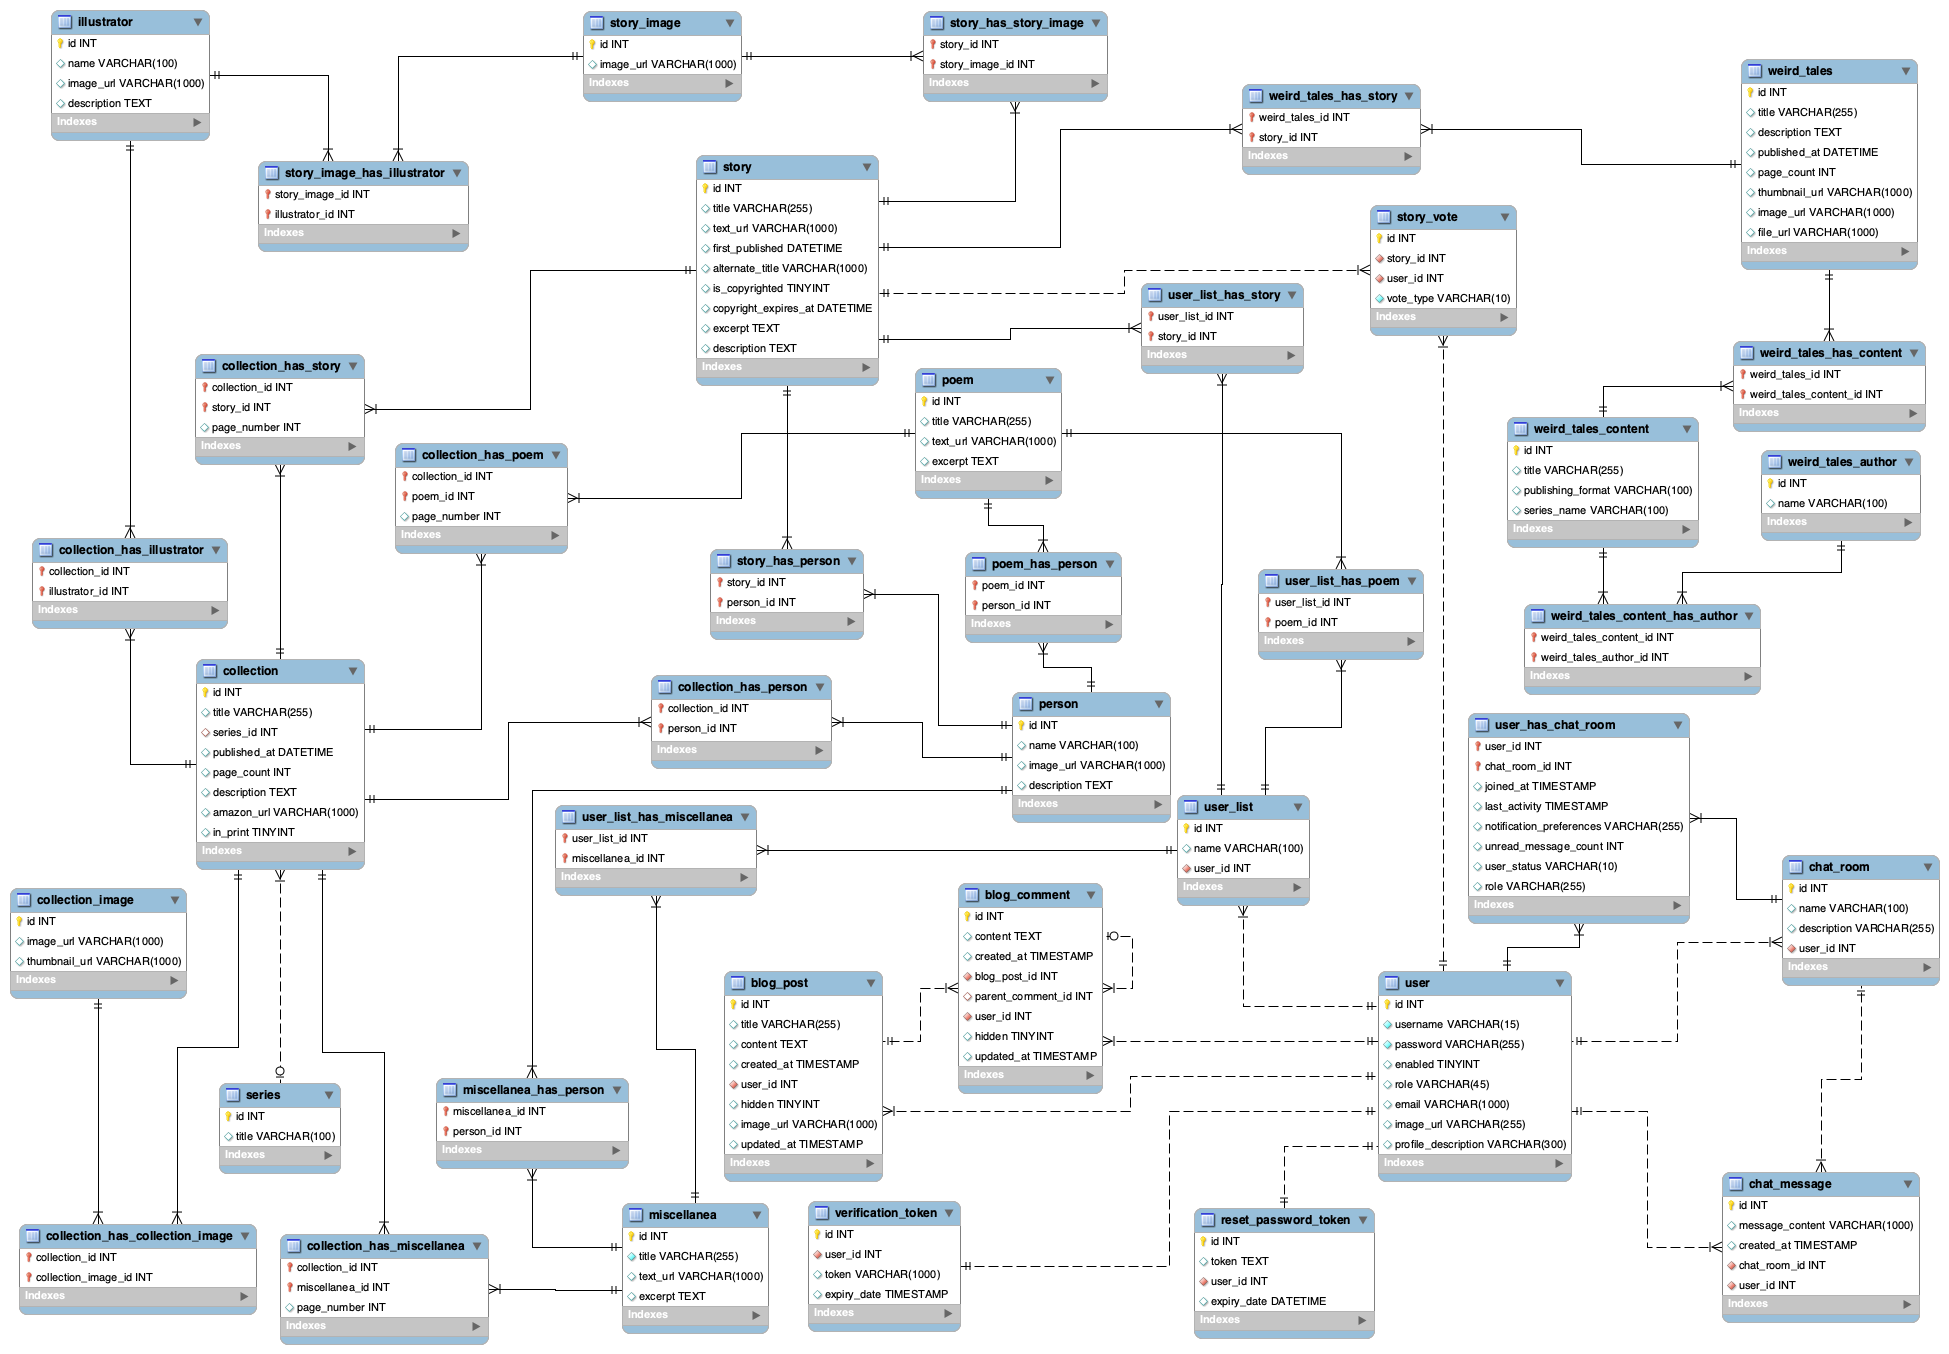 illustrator
id INT
name VARCHAR(100)
image_url VARCHAR(1000)
description TEXT
Indexes
story_image
id INT
image_url VARCHAR(1000)
Indexes
story_has_story_image
story_id INT
story_image_id INT
Indexes
weird_tales
id INT
title VARCHAR(255)
description TEXT
published_at DATETIME
page_count INT
thumbnail_url VARCHAR(1000)
image_url VARCHAR(1000)
file_url VARCHAR(1000)
Indexes
weird_tales_has_story
weird_tales_id INT
story_id INT
Indexes
story_image_has_illustrator
story_image_id INT
illustrator_id INT
Indexes
story
id INT
title VARCHAR(255)
text_url VARCHAR(1000)
first_published DATETIME
alternate_title VARCHAR(1000)
is_copyrighted TINYINT
copyright_expires_at DATETIME
excerpt TEXT
description TEXT
Indexes
story_vote
id INT
story_id INT
user_id INT
vote_type VARCHAR(10)
Indexes
user_list_has_story
user_list_id INT
story_id INT
Indexes
weird_tales_has_content
weird_tales_id INT
weird_tales_content_id INT
Indexes
collection_has_story
collection_id INT
story_id INT
page_number INT
Indexes
poem
id INT
title VARCHAR(255)
text_url VARCHAR(1000)
excerpt TEXT
Indexes
weird_tales_content
id INT
title VARCHAR(255)
publishing_format VARCHAR(100)
series_name VARCHAR(100)
Indexes
weird_tales_author
id INT
name VARCHAR(100)
Indexes
collection_has_poem
collection_id INT
poem_id INT
page_number INT
Indexes
collection_has_illustrator
collection_id INT
illustrator_id INT
Indexes
story_has_person
story_id INT
person_id INT
Indexes
poem_has_person
poem_id INT
person_id INT
Indexes
user_list_has_poem
user_list_id INT
poem_id INT
Indexes
weird_tales_content_has_author
weird_tales_content_id INT
weird_tales_author_id INT
Indexes
collection
id INT
title VARCHAR(255)
series_id INT
published_at DATETIME
page_count INT
description TEXT
amazon_url VARCHAR(1000)
in_print TINYINT
Indexes
collection_has_person
collection_id INT
person_id INT
Indexes
person
id INT
name VARCHAR(100)
image_url VARCHAR(1000)
description TEXT
Indexes
user_has_chat_room
user_id INT
chat_room_id INT
joined_at TIMESTAMP
last_activity TIMESTAMP
notification_preferences VARCHAR(255)
unread_message_count INT
user_status VARCHAR(10)
role VARCHAR(255)
Indexes
user_list_has_miscellanea
user_list_id INT
miscellanea_id INT
Indexes
user_list
id INT
name VARCHAR(100)
user_id INT
Indexes
chat_room
id INT
name VARCHAR(100)
description VARCHAR(255)
user_id INT
Indexes
collection_image
id INT
image_url VARCHAR(1000)
thumbnail_url VARCHAR(1000)
Indexes
blog_comment
id INT
content TEXT
created_at TIMESTAMP
blog_post_id INT
parent_comment_id INT
user_id INT
hidden TINYINT
updated_at TIMESTAMP
Indexes
blog_post
id INT
title VARCHAR(255)
content TEXT
created_at TIMESTAMP
user_id INT
hidden TINYINT
image_url VARCHAR(1000)
updated_at TIMESTAMP
Indexes
user
id INT
username VARCHAR(15)
password VARCHAR(255)
enabled TINYINT
role VARCHAR(45)
email VARCHAR(1000)
image_url VARCHAR(255)
profile_description VARCHAR(300)
Indexes
series
id INT
title VARCHAR(100)
Indexes
miscellanea_has_person
miscellanea_id INT
person_id INT
Indexes
chat_message
id INT
message_content VARCHAR(1000)
created_at TIMESTAMP
chat_room_id INT
user_id INT
Indexes
collection_has_collection_image
collection_id INT
collection_image_id INT
Indexes
collection_has_miscellanea
collection_id INT
miscellanea_id INT
page_number INT
Indexes
miscellanea
id INT
title VARCHAR(255)
text_url VARCHAR(1000)
excerpt TEXT
Indexes
verification_token
id INT
user_id INT
token VARCHAR(1000)
expiry_date TIMESTAMP
Indexes
reset_password_token
id INT
token TEXT
user_id INT
expiry_date DATETIME
Indexes